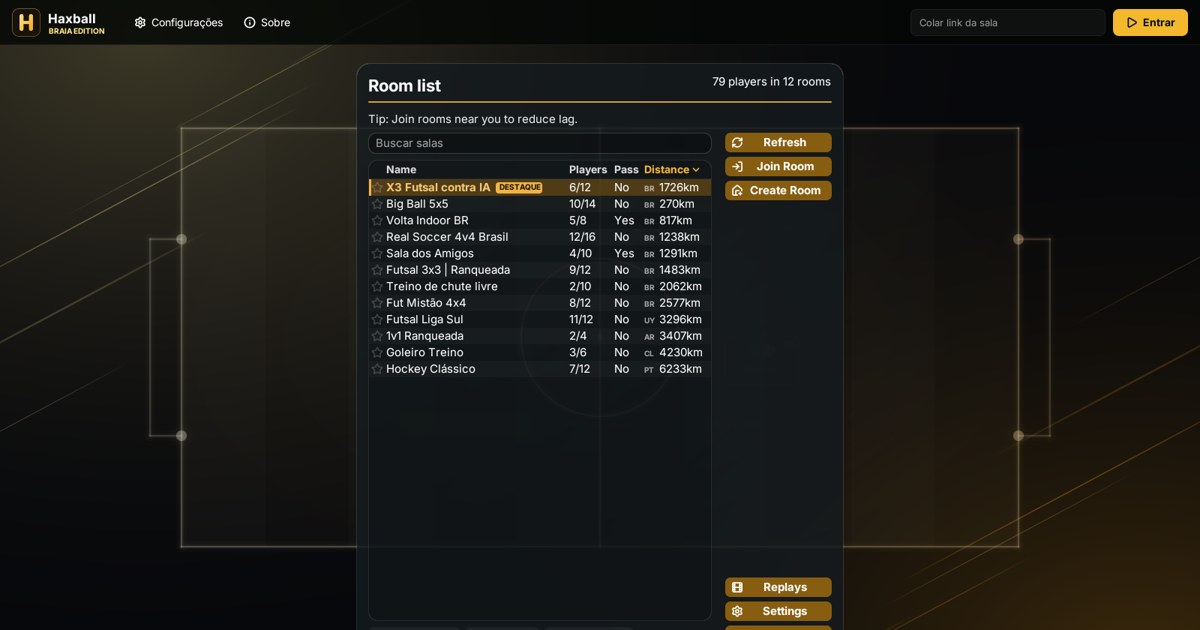 Haxball
BRAIA EDITION
Configurações
Sobre
Colar link da sala
Entrar
Room list
79 players in 12 rooms
Tip: Join rooms near you to reduce lag.
Buscar salas
Refresh
Join Room
Create Room
Name Players Pass Distance
X3 Futsal contra IA DESTAQUE 6/12 No BR 1726km
Big Ball 5x5 10/14 No BR 270km
Volta Indoor BR 5/8 Yes BR 817km
Real Soccer 4v4 Brasil 12/16 No BR 1238km
Sala dos Amigos 4/10 Yes BR 1291km
Futsal 3x3 | Ranqueada 9/12 No BR 1483km
Treino de chute livre 2/10 No BR 2062km
Fut Mistão 4x4 8/12 No BR 2577km
Futsal Liga Sul 11/12 No UY 3296km
1v1 Ranqueada 2/4 No AR 3407km
Goleiro Treino 3/6 No CL 4230km
Hockey Clássico 7/12 No PT 6233km
Replays
Settings